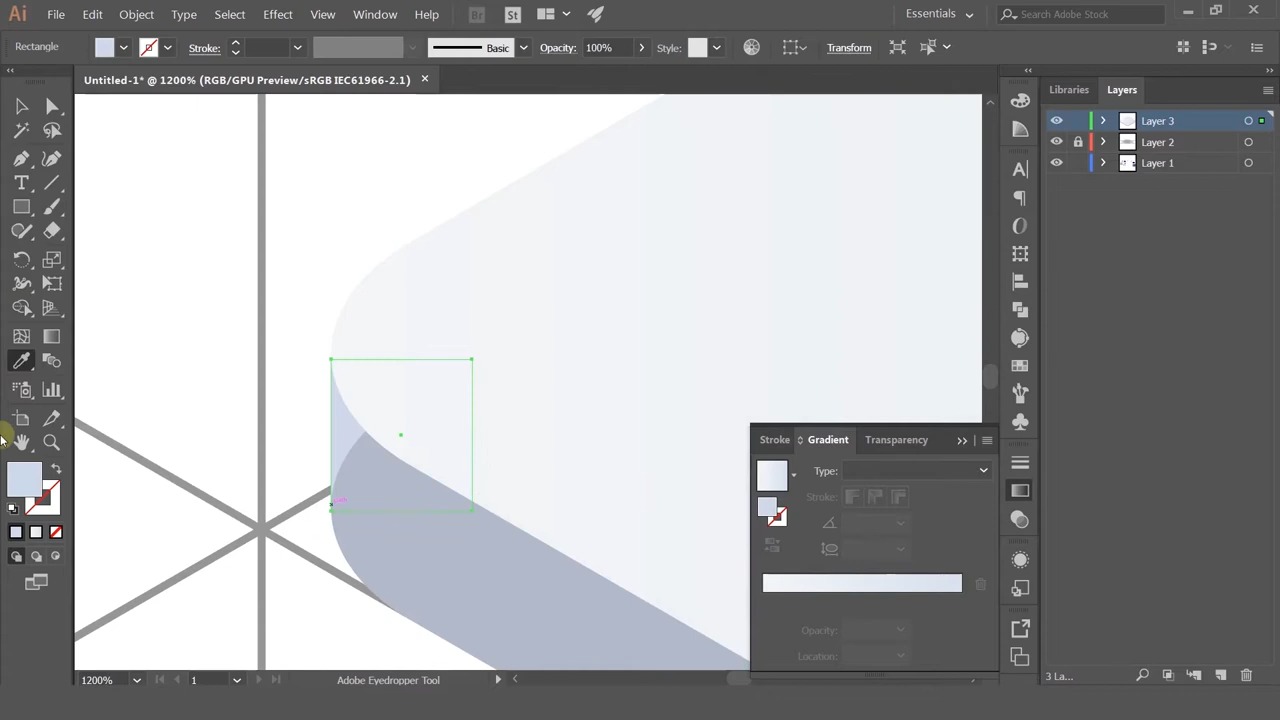 Ai File Edit Object Type Select Effect View Window Help Br St Essentials Search Adobe Stock
Rectangle Stroke: Basic Opacity: 100% Style: Transform
Untitled-1* @ 1200% (RGB/GPU Preview/sRGB IEC61966-2.1) ×
Libraries Layers
Layer 3
Layer 2
Layer 1
Stroke Gradient Transparency
Type:
Stroke:
Opacity:
Location:
1200% 1 Adobe Eyedropper Tool
3 La...